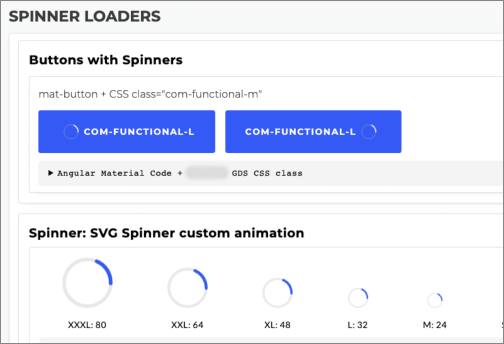 SPINNER LOADERS
Buttons with Spinners
mat-button + CSS class="com-functional-m"
COM-FUNCTIONAL-L COM-FUNCTIONAL-L
▶ Angular Material Code + GDS CSS class
Spinner: SVG Spinner custom animation
XXXL: 80 XXL: 64 XL: 48 L: 32 M: 24